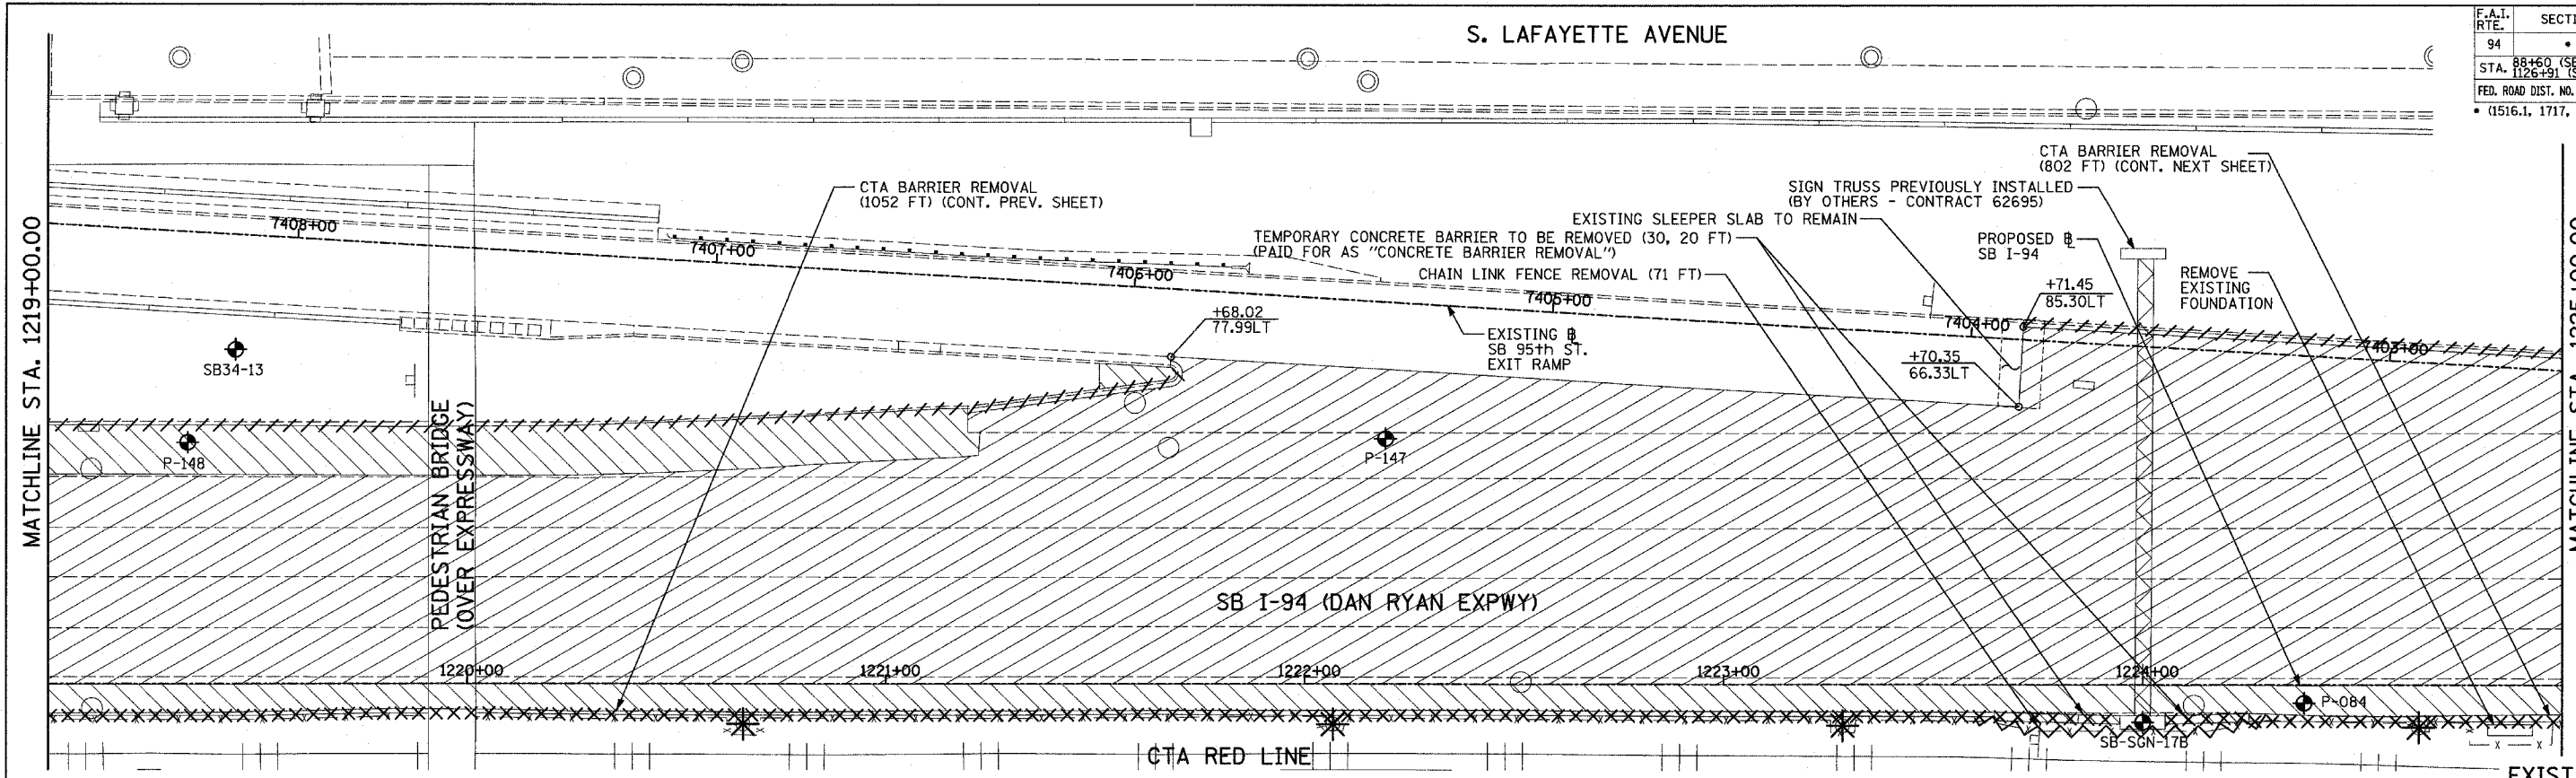 S. LAFAYETTE AVENUE
F.A.I.
RTE.
94
•
STA.
FED. ROAD DIST. NO.
• (1516.1, 1717,
MATCHLINE STA. 1219+00.00
CTA BARRIER REMOVAL
(1052 FT) (CONT. PREV. SHEET)
CTA BARRIER REMOVAL
(802 FT) (CONT. NEXT SHEET)
SIGN TRUSS PREVIOUSLY INSTALLED
(BY OTHERS - CONTRACT 62695)
EXISTING SLEEPER SLAB TO REMAIN
TEMPORARY CONCRETE BARRIER TO BE REMOVED (30, 20 FT)
(PAID FOR AS "CONCRETE BARRIER REMOVAL")
CHAIN LINK FENCE REMOVAL (71 FT)
PROPOSED
SB I-94
REMOVE
EXISTING
FOUNDATION
7408+00
7407+00
7406+00
7405+00
7404+00
7403+00
+71.45
85.30LT
+68.02
77.99LT
+70.35
66.33LT
EXISTING
SB 95th ST.
EXIT RAMP
SB34-13
P-148
P-147
PEDESTRIAN BRIDGE
(OVER EXPRESSWAY)
SB I-94 (DAN RYAN EXPWY)
1220+00
1221+00
1222+00
1223+00
1224+00
P-084
SB-SGN-17B
CTA RED LINE